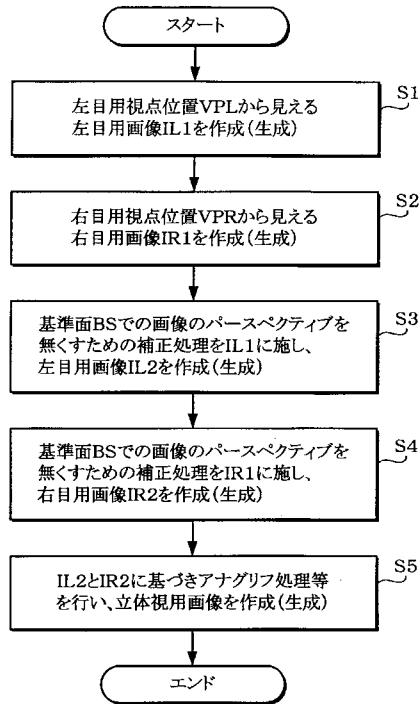 スタート
S1
左目用視点位置VPLから見える
左目用画像IL1を作成(生成)
S2
右目用視点位置VPRから見える
右目用画像IR1を作成(生成)
S3
基準面BSでの画像のパースペクティブを
無くすための補正処理をIL1に施し、
左目用画像IL2を作成(生成)
S4
基準面BSでの画像のパースペクティブを
無くすための補正処理をIR1に施し、
右目用画像IR2を作成(生成)
S5
IL2とIR2に基づきアナグリフ処理等
を行い、立体視用画像を作成(生成)
エンド